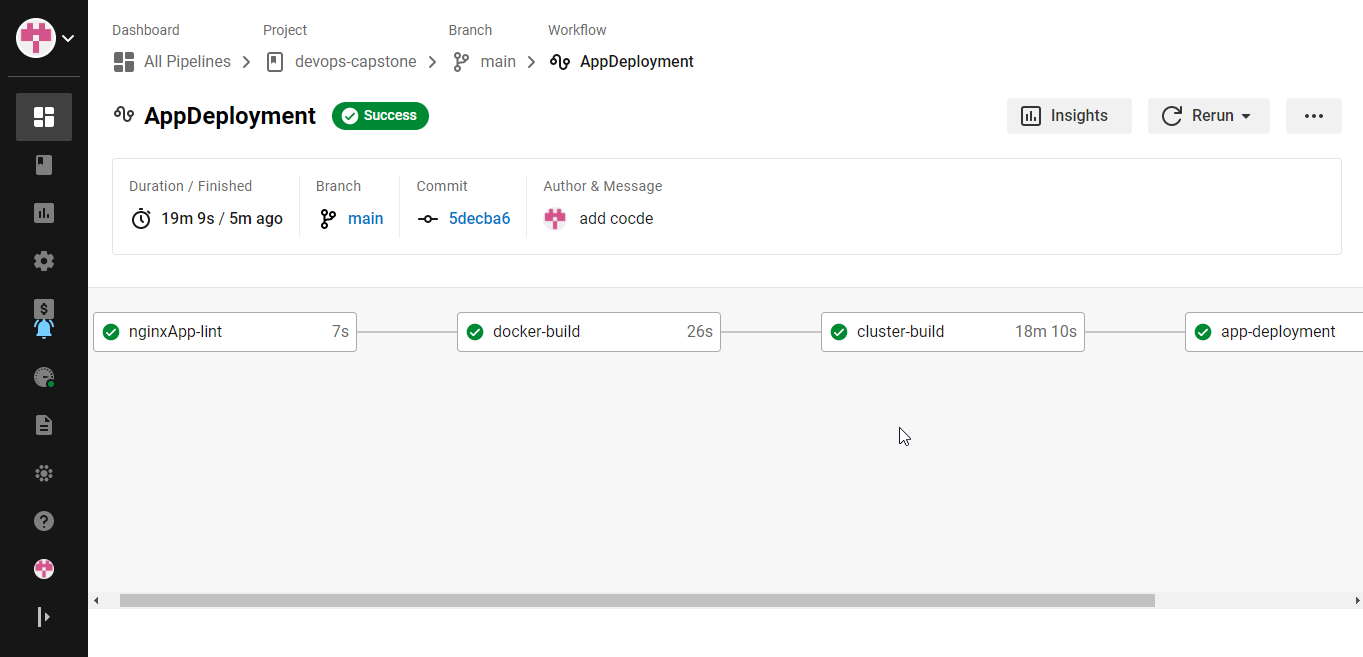 Dashboard Project Branch Workflow
All Pipelines devops-capstone main AppDeployment
AppDeployment Success Insights Rerun
Duration / Finished Branch Commit Author & Message
19m 9s / 5m ago main 5decba6 add cocde
nginxApp-lint 7s docker-build 26s cluster-build 18m 10s app-deployment